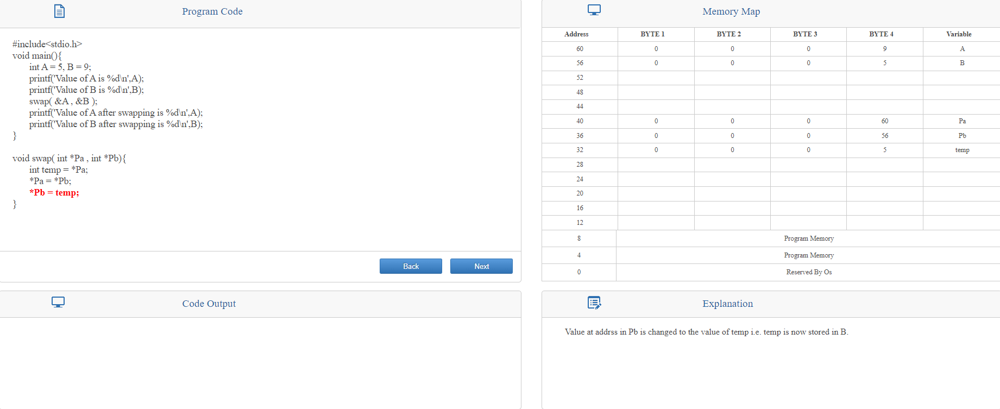 Program Code
#include<stdio.h>
void main(){
int A = 5, B = 9;
printf('Value of A is %d\n',A);
printf('Value of B is %d\n',B);
swap( &A , &B );
printf('Value of A after swapping is %d\n',A);
printf('Value of B after swapping is %d\n',B);
}
void swap( int *Pa , int *Pb){
int temp = *Pa;
*Pa = *Pb;
*Pb = temp;
}
Back Next
Memory Map
Address BYTE 1 BYTE 2 BYTE 3 BYTE 4 Variable
60 0 0 0 9 A
56 0 0 0 5 B
52
48
44
40 0 0 0 60 Pa
36 0 0 0 56 Pb
32 0 0 0 5 temp
28
24
20
16
12
8 Program Memory
4 Program Memory
0 Reserved By Os
Code Output
Explanation
Value at addrss in Pb is changed to the value of temp i.e. temp is now stored in B.